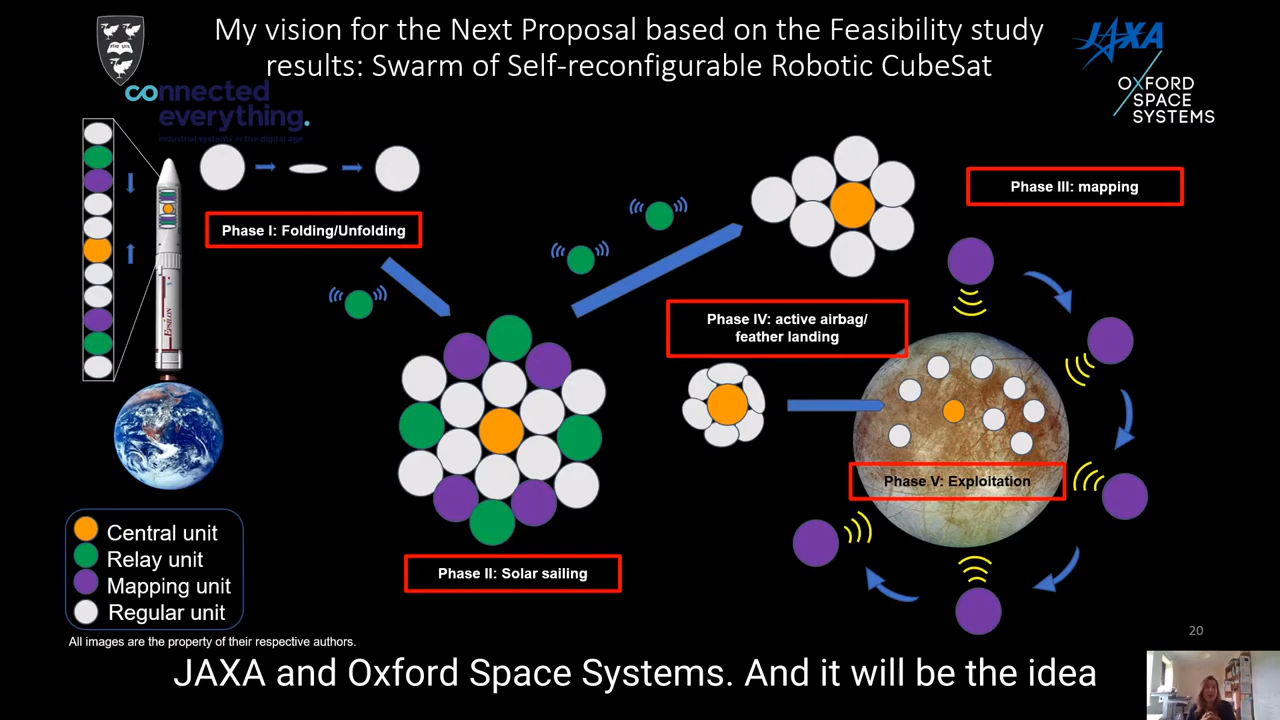 My vision for the Next Proposal based on the Feasibility study
results: Swarm of Self-reconfigurable Robotic CubeSat
JAXA
OXFORD
SPACE
SYSTEMS
connected
everything.
industrial systems in the digital age
Phase I: Folding/Unfolding
Phase III: mapping
Phase IV: active airbag/
feather landing
EPSILON
Phase V: Exploitation
Phase II: Solar sailing
Central unit
Relay unit
Mapping unit
Regular unit
All images are the property of their respective authors.
20
JAXA and Oxford Space Systems. And it will be the idea